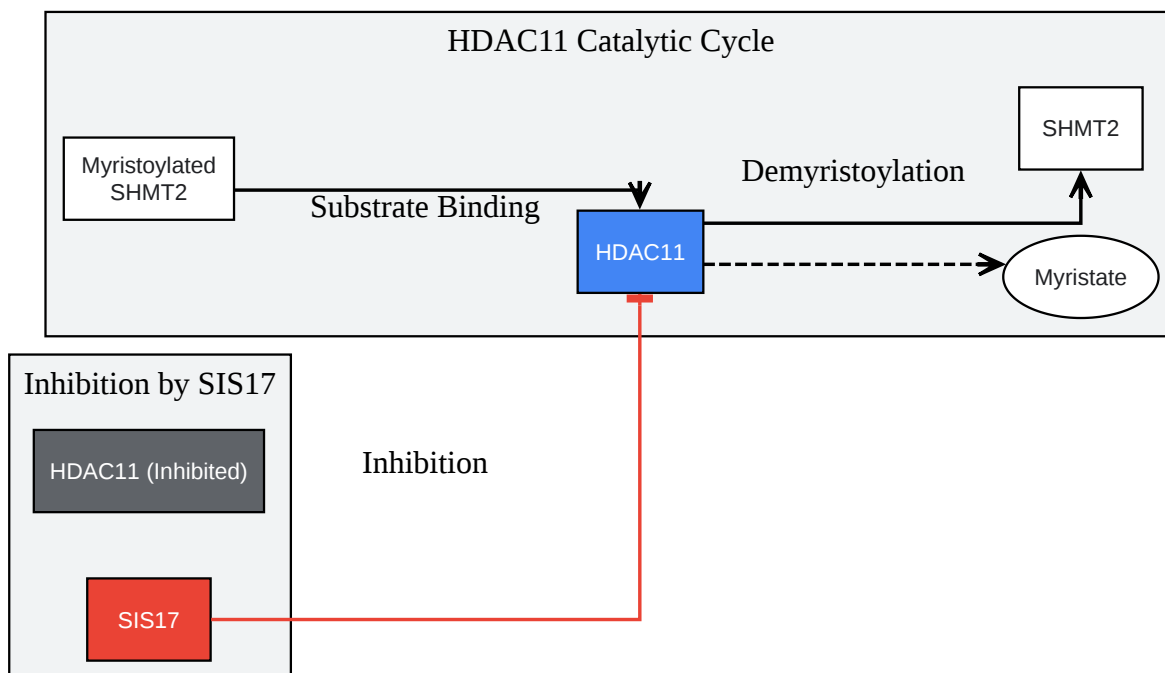 HDAC11 Catalytic Cycle
SHMT2
Myristoylated
SHMT2
Demyristoylation
Substrate Binding
HDAC11
Myristate
Inhibition by SIS17
HDAC11 (Inhibited)
Inhibition
SIS17